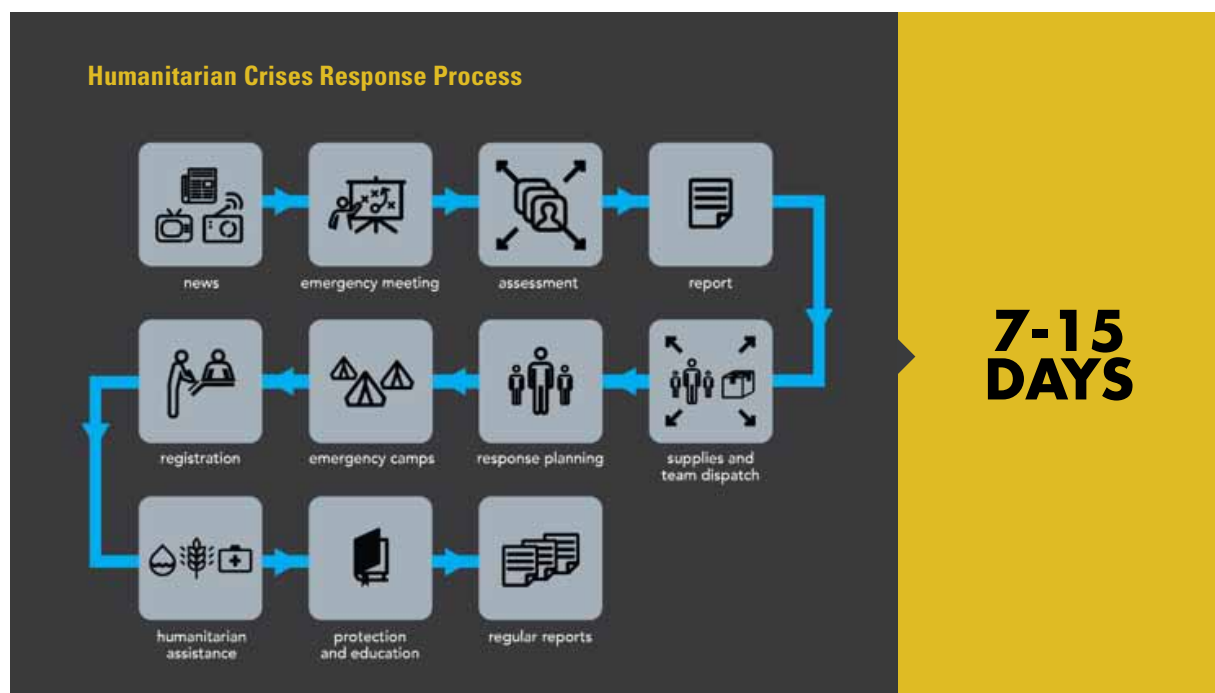 Humanitarian Crises Response Process
news
emergency meeting
assessment
report
supplies and
team dispatch
response planning
emergency camps
registration
humanitarian
assistance
protection
and education
regular reports
7-15
DAYS